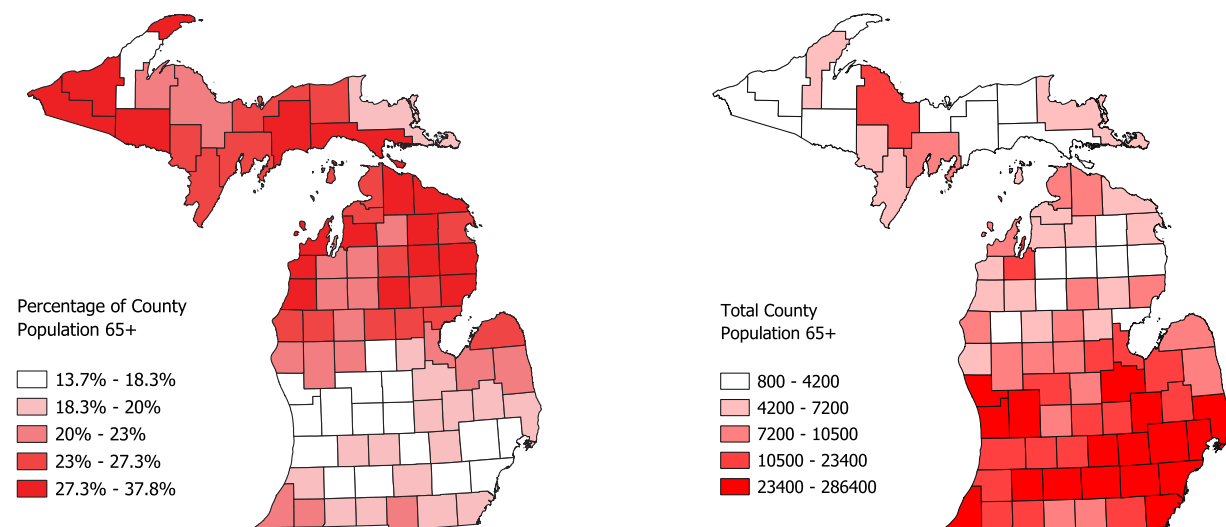 Percentage of County
Population 65+
13.7% - 18.3%
18.3% - 20%
20% - 23%
23% - 27.3%
27.3% - 37.8%
Total County
Population 65+
800 - 4200
4200 - 7200
7200 - 10500
10500 - 23400
23400 - 286400